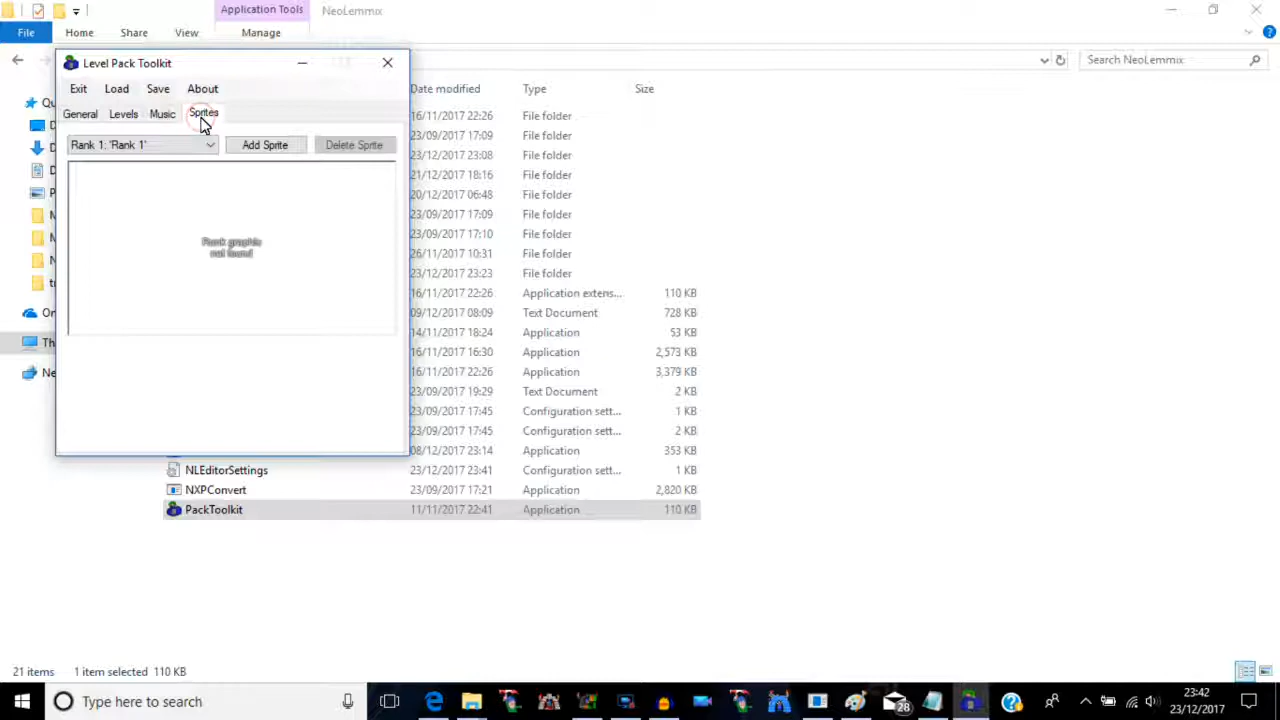 Application Tools
NeoLemmix
File
Home
Share
View
Manage
Level Pack Toolkit
Search NeoLemmix
Exit
Load
Save
About
Date modified
Type
Size
General
Levels
Music
Sprites
Rank 1: 'Rank 1'
Add Sprite
Delete Sprite
Rank graphic
not found
16/11/2017 22:26 File folder
23/09/2017 17:09 File folder
23/12/2017 23:08 File folder
21/12/2017 18:16 File folder
20/12/2017 06:48 File folder
23/09/2017 17:09 File folder
23/09/2017 17:10 File folder
26/11/2017 10:31 File folder
23/12/2017 23:23 File folder
16/11/2017 22:26 Application extens... 110 KB
09/12/2017 08:09 Text Document 728 KB
14/11/2017 18:24 Application 53 KB
16/11/2017 16:30 Application 2,573 KB
16/11/2017 22:26 Application 3,379 KB
23/09/2017 19:29 Text Document 2 KB
23/09/2017 17:45 Configuration sett... 1 KB
23/09/2017 17:45 Configuration sett... 2 KB
08/12/2017 23:14 Application 353 KB
NLEditorSettings 23/12/2017 23:41 Configuration sett... 1 KB
NXPConvert 23/09/2017 17:21 Application 2,820 KB
PackToolkit 11/11/2017 22:41 Application 110 KB
21 items 1 item selected 110 KB
Type here to search
28
23:42
23/12/2017